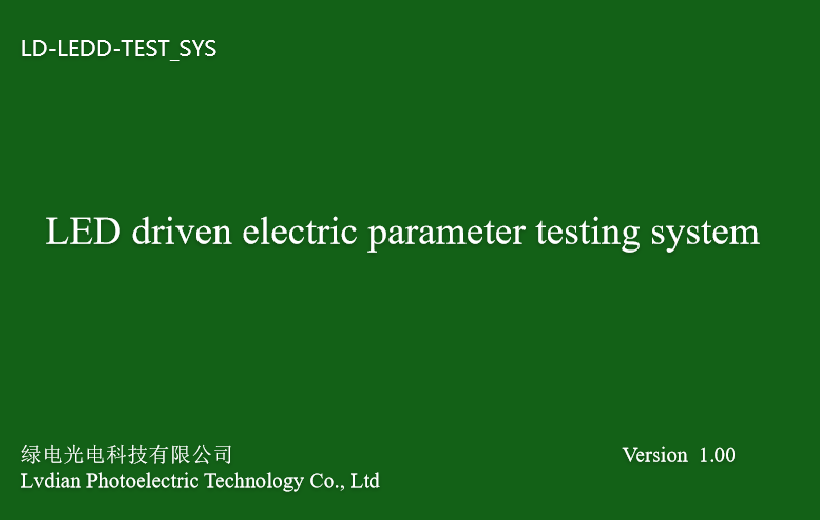 LD-LEDD-TEST_SYS
LED driven electric parameter testing system
绿电光电科技有限公司
Lvdian Photoelectric Technology Co., Ltd
Version 1.00